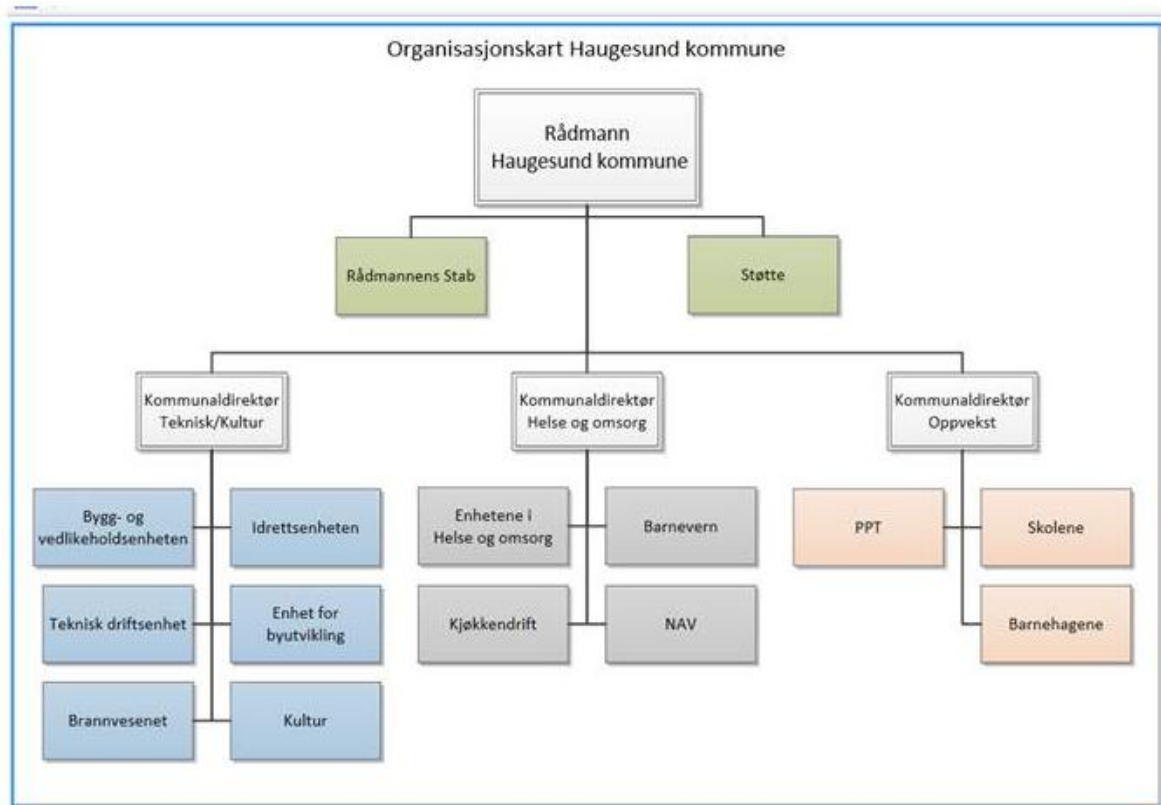 Organisasjonskart Haugesund kommune
Rådmann
Haugesund kommune
Rådmannens Stab
Støtte
Kommunaldirektør
Teknisk/Kultur
Kommunaldirektør
Helse og omsorg
Kommunaldirektør
Oppvekst
Bygg- og
vedlikeholdsenheten
Idrettsenheten
Enhetene i
Helse og omsorg
Barnevern
PPT
Skolene
Teknisk driftsenhet
Enhet for
byutvikling
Kjøkkendrift
NAV
Barnehagene
Brannvesenet
Kultur